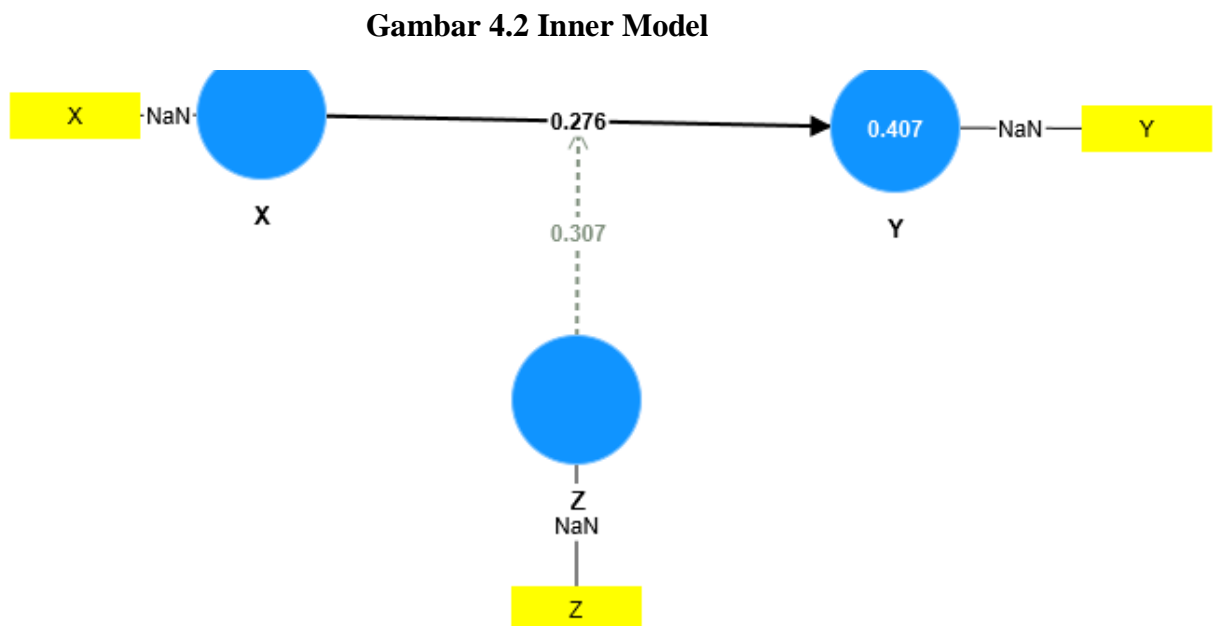 Gambar 4.2 Inner Model
X NaN 0.276 0.407 NaN Y
X Y
0.307
Z
NaN
Z